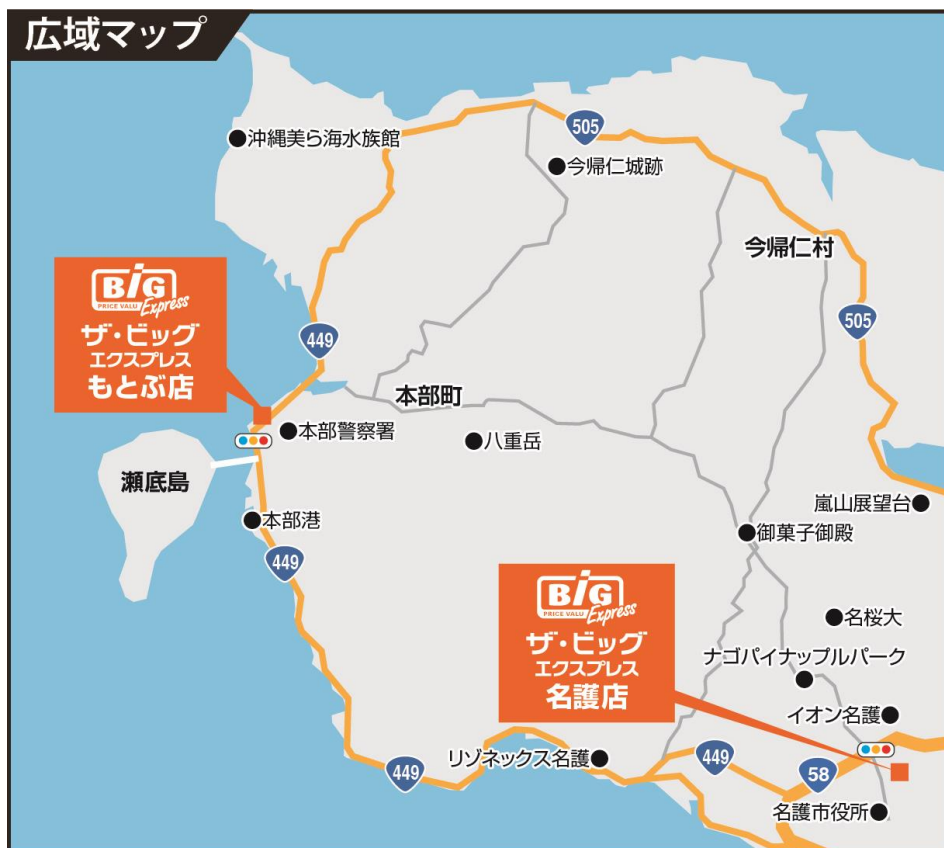 広域マップ
505
沖縄美ら海水族館
今帰仁城跡
今帰仁村
BiG
PRICE VALU
Express
ザ・ビッグ
エクスプレス
もとぶ店
505
449
本部町
本部警察署
八重岳
瀬底島
嵐山展望台
本部港
御菓子御殿
449
BiG
PRICE VALU
Express
ザ・ビッグ
エクスプレス
名護店
名桜大
ナゴパイナップルパーク
イオン名護
リゾネックス名護
449
449
58
名護市役所